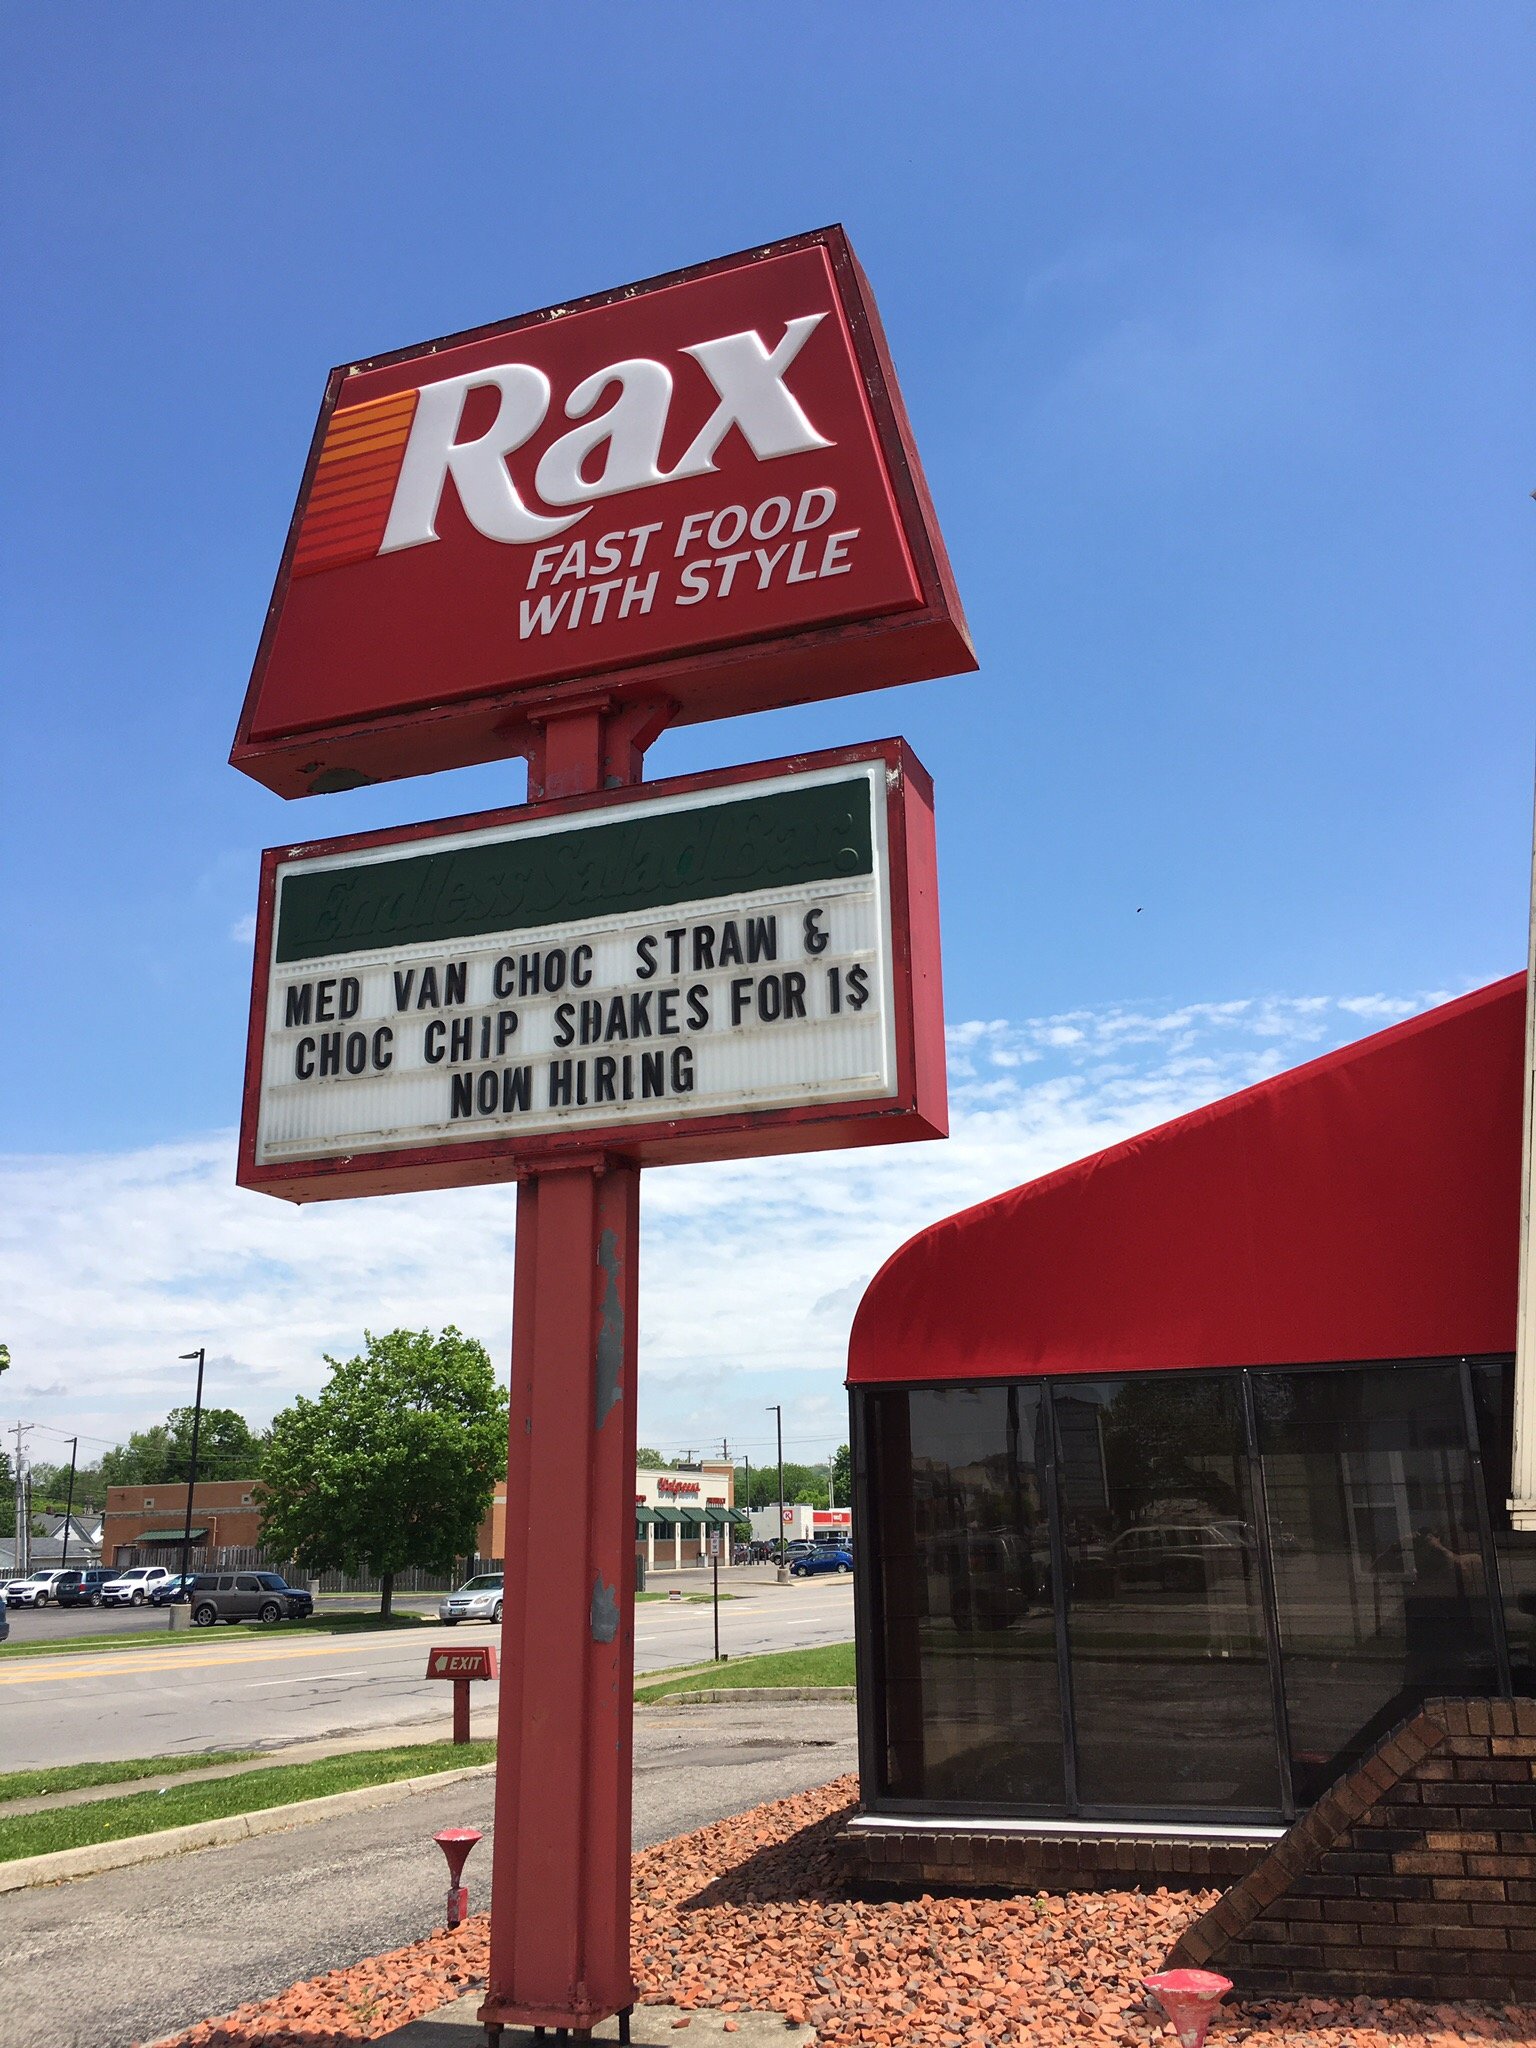 Rax
FAST FOOD
WITH STYLE
Endless Salad Bar
MED VAN CHOC STRAW &
CHOC CHIP SHAKES FOR 1$
NOW HIRING
Walgreens
K
EXIT